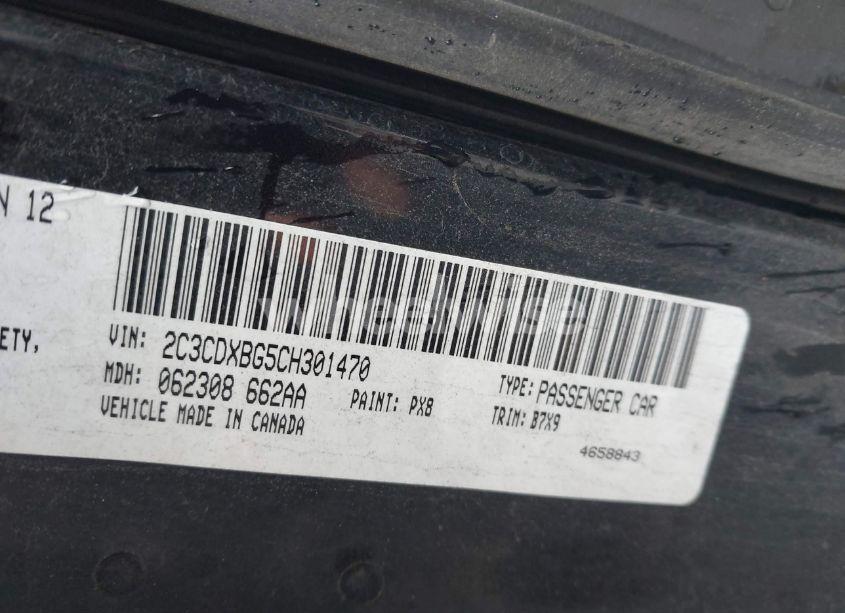 N 12
ETY,
VIN: 2C3CDXBG5CH301470
MDH: 062308 662AA
PAINT: PX8
VEHICLE MADE IN CANADA
TYPE: PASSENGER CAR
TRIM: B7X9
4658843
wheelwise